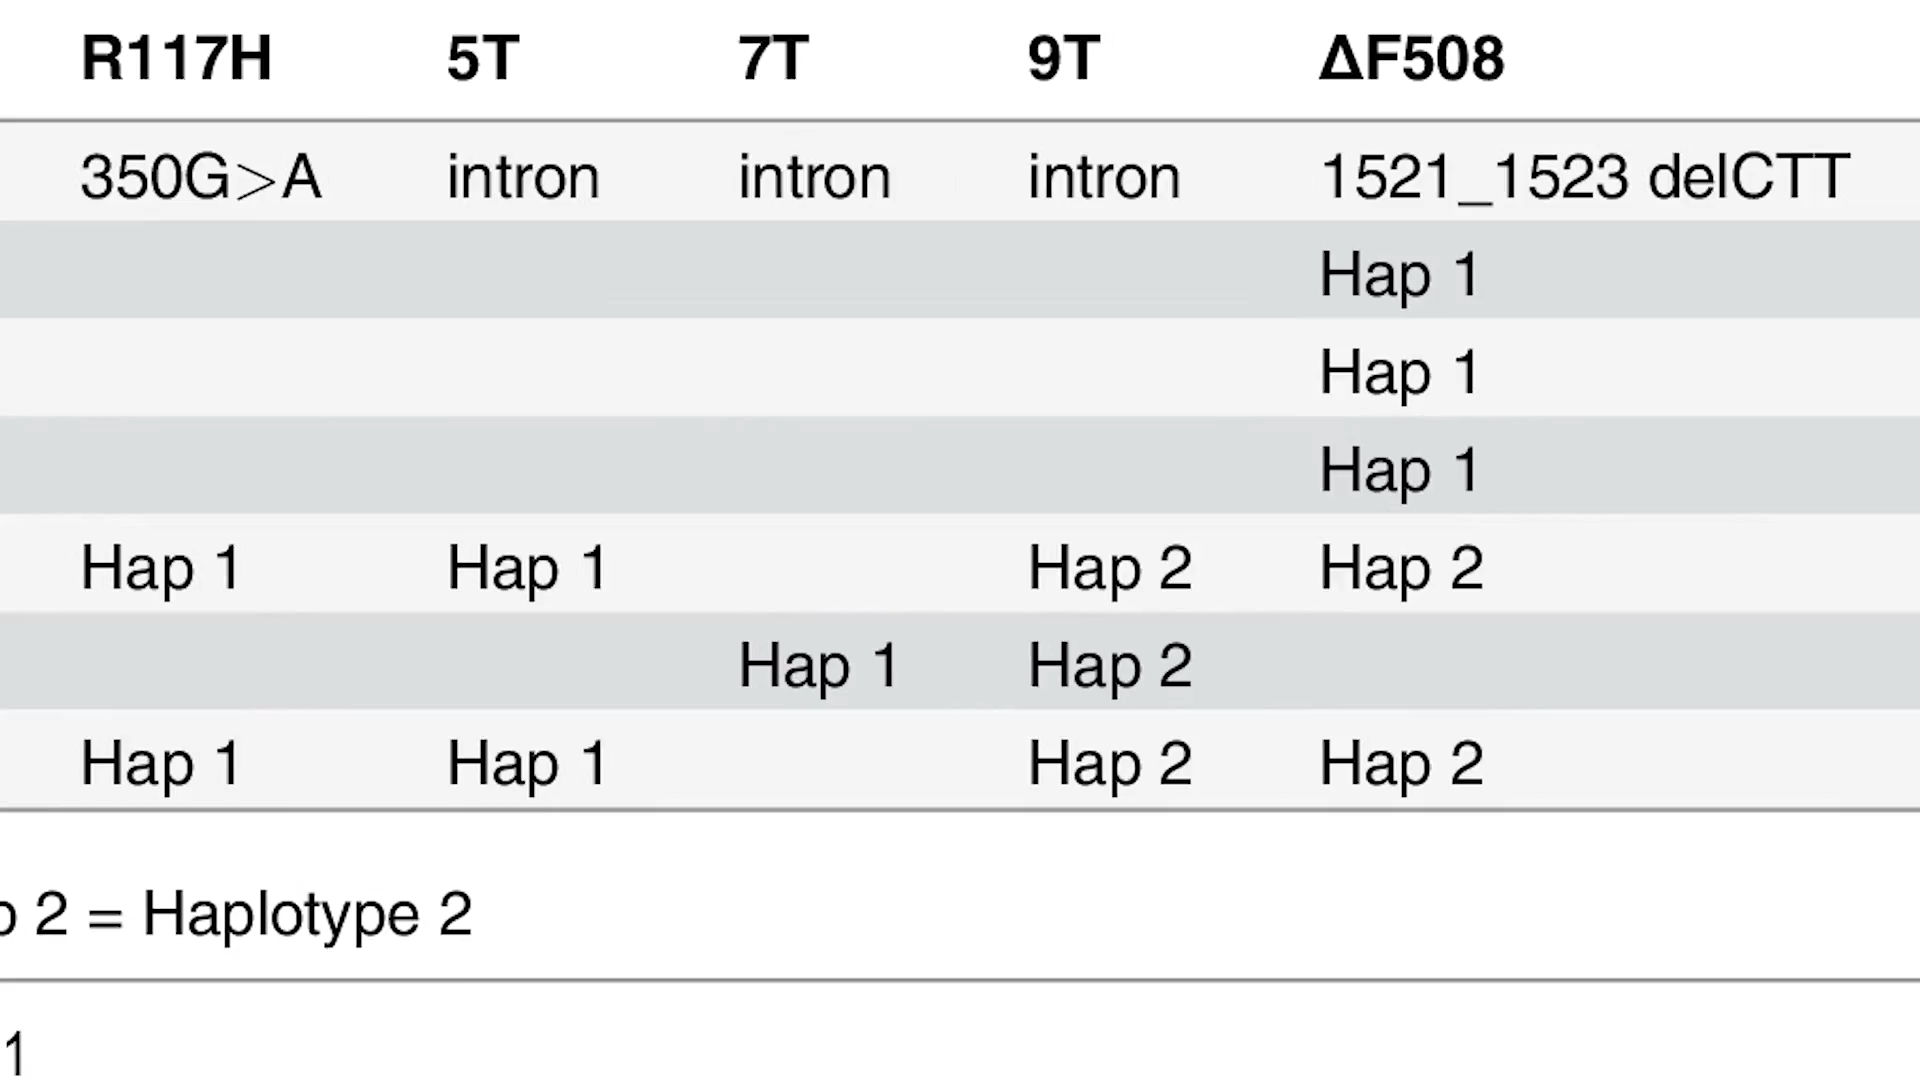 R117H 5T 7T 9T ΔF508
350G>A intron intron intron 1521_1523 delCTT
Hap 1
Hap 1
Hap 1
Hap 1 Hap 1 Hap 2 Hap 2
Hap 1 Hap 2
Hap 1 Hap 1 Hap 2 Hap 2
2 = Haplotype 2
1